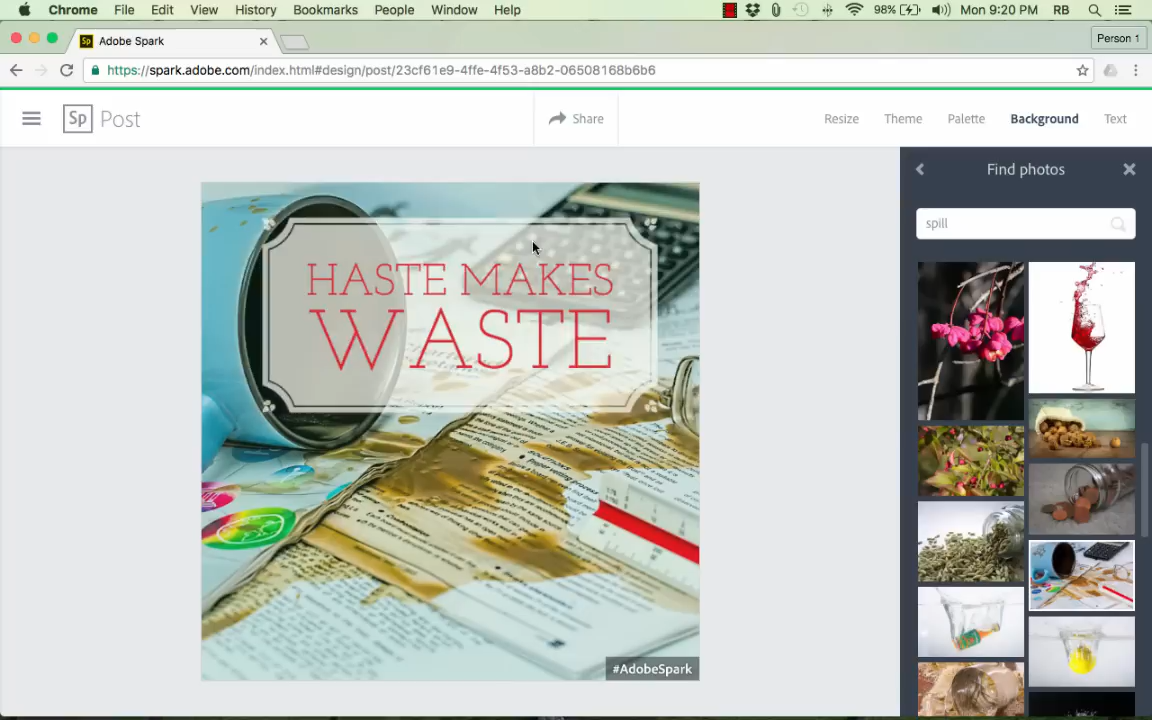 Chrome File Edit View History Bookmarks People Window Help 98% Mon 9:20 PM RB
Sp Adobe Spark Person 1
https://spark.adobe.com/index.html#design/post/23cf61e9-4ffe-4f53-a8b2-06508168b6b6
Sp Post Share Resize Theme Palette Background Text
Find photos
spill
HASTE MAKES
WASTE
#AdobeSpark